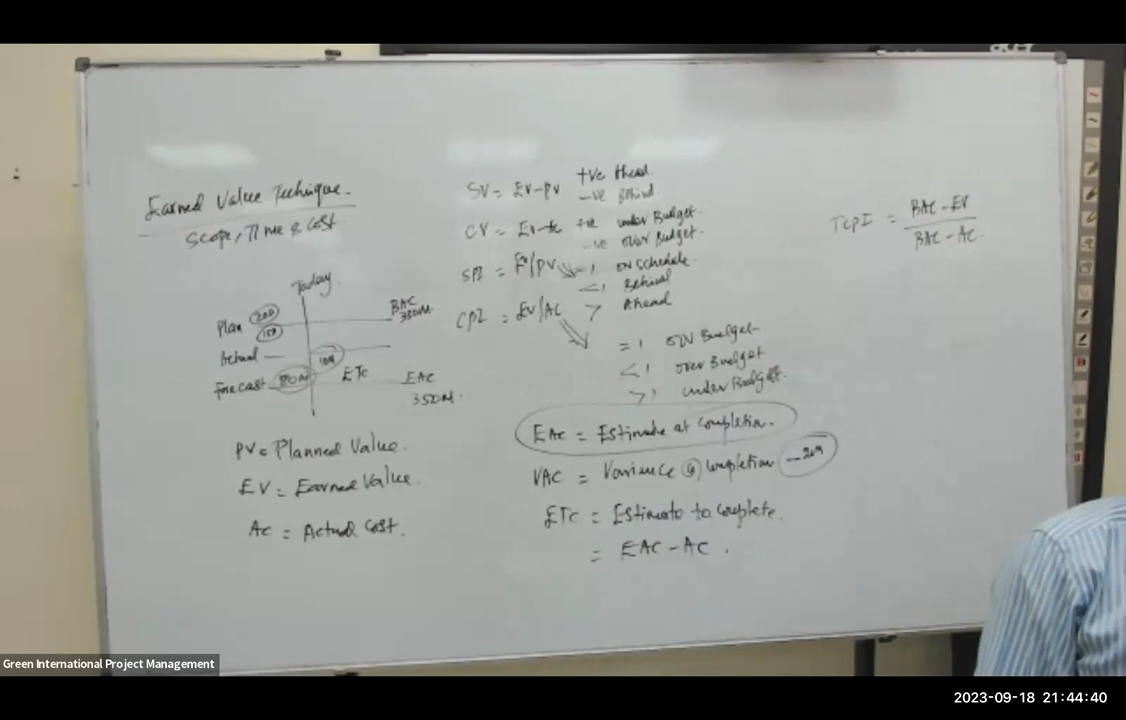 Earned Value Technique.
Scope, Time & Cost.
Today
Plan 200
150
BAC
330M.
Actual
10M
Forecast 80M ETC
EAC
350M.
PV = Planned Value.
EV = Earned Value.
AC = Actual Cost.
SV = EV-PV +ve Ahead
-ve Behind
CV = EV-AC +ve under Budget.
-ve over Budget.
SPI = EV/PV = 1 on schedule.
<1 Behind
> Ahead
CPI = EV/AC
= 1 on Budget
<1 over Budget
>1 under Budget.
EAC = Estimate at Completion.
VAC = Variance @ completion -20M
ETC = Estimate to Complete.
= EAC - AC.
TCPI = BAC - EV
BAC - AC.
Green International Project Management
2023-09-18 21:44:40